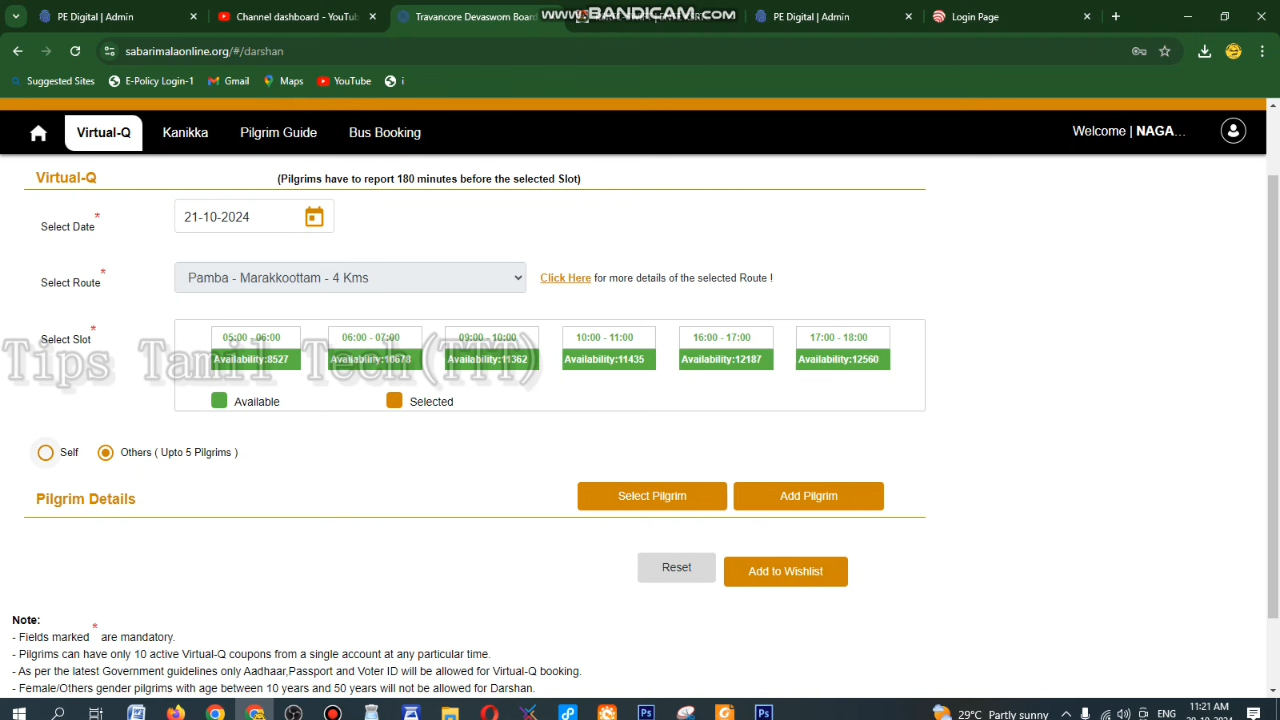 PE Digital | Admin
Channel dashboard - YouTu
Travancore Devaswom Board
PE Digital | Admin
Login Page
WWW.BANDICAM.COM
sabarimalaonline.org/#/darshan
Suggested Sites
E-Policy Login-1
Gmail
Maps
YouTube
i
Virtual-Q
Kanikka
Pilgrim Guide
Bus Booking
Welcome | NAGA...
Virtual-Q
(Pilgrims have to report 180 minutes before the selected Slot)
Select Date*
21-10-2024
Select Route*
Pamba - Marakkoottam - 4 Kms
Click Here for more details of the selected Route !
Select Slot*
05:00 - 06:00
06:00 - 07:00
09:00 - 10:00
10:00 - 11:00
16:00 - 17:00
17:00 - 18:00
Availability:8527
Availability:10678
Availability:11362
Availability:11435
Availability:12187
Availability:12560
Tips Tamil Tech(TTT)
Available
Selected
Self
Others ( Upto 5 Pilgrims )
Pilgrim Details
Select Pilgrim
Add Pilgrim
Reset
Add to Wishlist
Note:
- Fields marked * are mandatory.
- Pilgrims can have only 10 active Virtual-Q coupons from a single account at any particular time.
- As per the latest Government guidelines only Aadhaar,Passport and Voter ID will be allowed for Virtual-Q booking.
- Female/Others gender pilgrims with age between 10 years and 50 years will not be allowed for Darshan.
29°C Partly sunny
ENG
11:21 AM